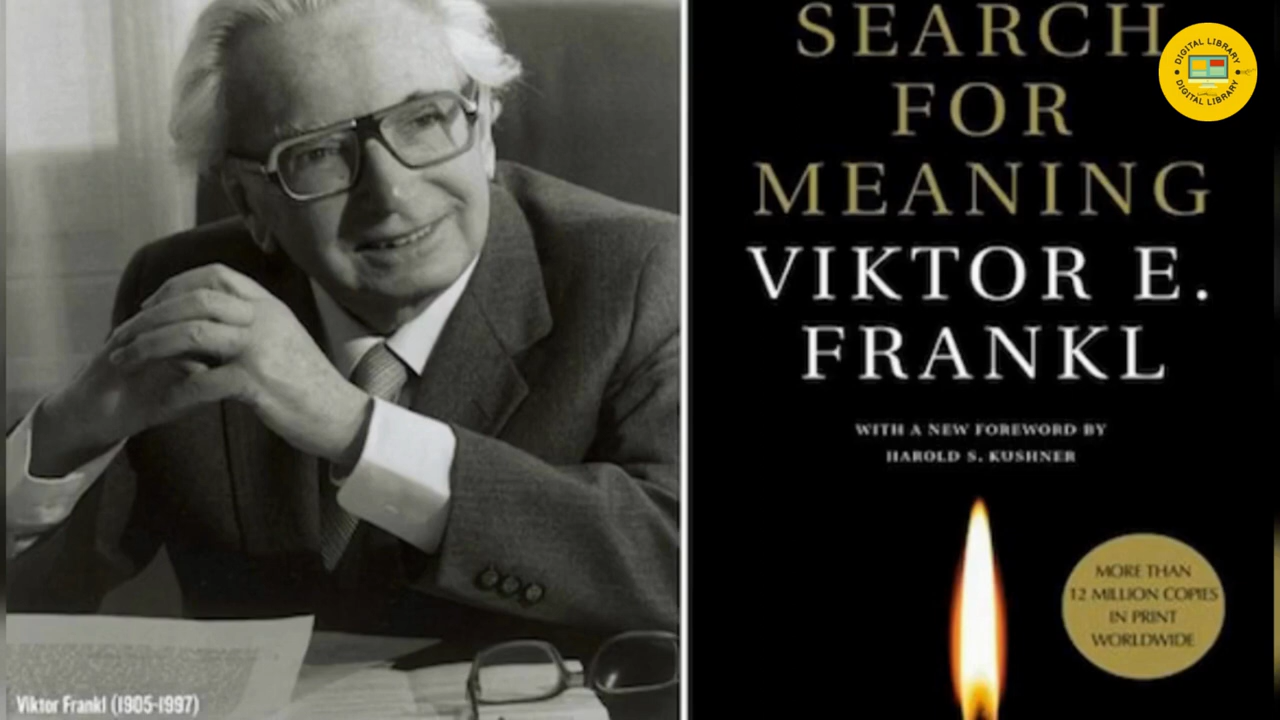 Viktor Frankl (1905-1997)
SEARCH
FOR
MEANING
VIKTOR E.
FRANKL
WITH A NEW FOREWORD BY
HAROLD S. KUSHNER
MORE THAN
12 MILLION COPIES
IN PRINT
WORLDWIDE
DIGITAL LIBRARY
DIGITAL LIBRARY